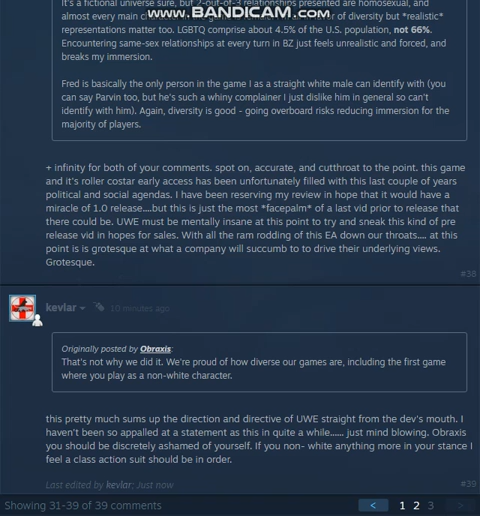 It's a fictional universe sure, but 2-out-of-3 relationships presented are homosexual, and
almost every main c
www.BANDICAM.com
r of diversity but *realistic*
representations matter too. LGBTQ comprise about 4.5% of the U.S. population, not 66%.
Encountering same-sex relationships at every turn in BZ just feels unrealistic and forced, and
breaks my immersion.
Fred is basically the only person in the game I as a straight white male can identify with (you
can say Parvin too, but he's such a whiny complainer I just dislike him in general so can't
identify with him). Again, diversity is good - going overboard risks reducing immersion for the
majority of players.
+ infinity for both of your comments. spot on, accurate, and cutthroat to the point. this game
and it's roller costar early access has been unfortunately filled with this last couple of years
political and social agendas. I have been reserving my review in hope that it would have a
miracle of 1.0 release....but this is just the most *facepalm* of a last vid prior to release that
there could be. UWE must be mentally insane at this point to try and sneak this kind of pre
release vid in hopes for sales. With all the ram rodding of this EA down our throats.... at this
point is is grotesque at what a company will succumb to to drive their underlying views.
Grotesque.
#38
kevlar 10 minutes ago
Originally posted by Obraxis:
That's not why we did it. We're proud of how diverse our games are, including the first game
where you play as a non-white character.
this pretty much sums up the direction and directive of UWE straight from the dev's mouth. I
haven't been so appalled at a statement as this in quite a while...... just mind blowing. Obraxis
you should be discretely ashamed of yourself. If you non- white anything more in your stance I
feel a class action suit should be in order.
Last edited by kevlar; Just now
#39
Showing 31-39 of 39 comments < 1 2 3 >